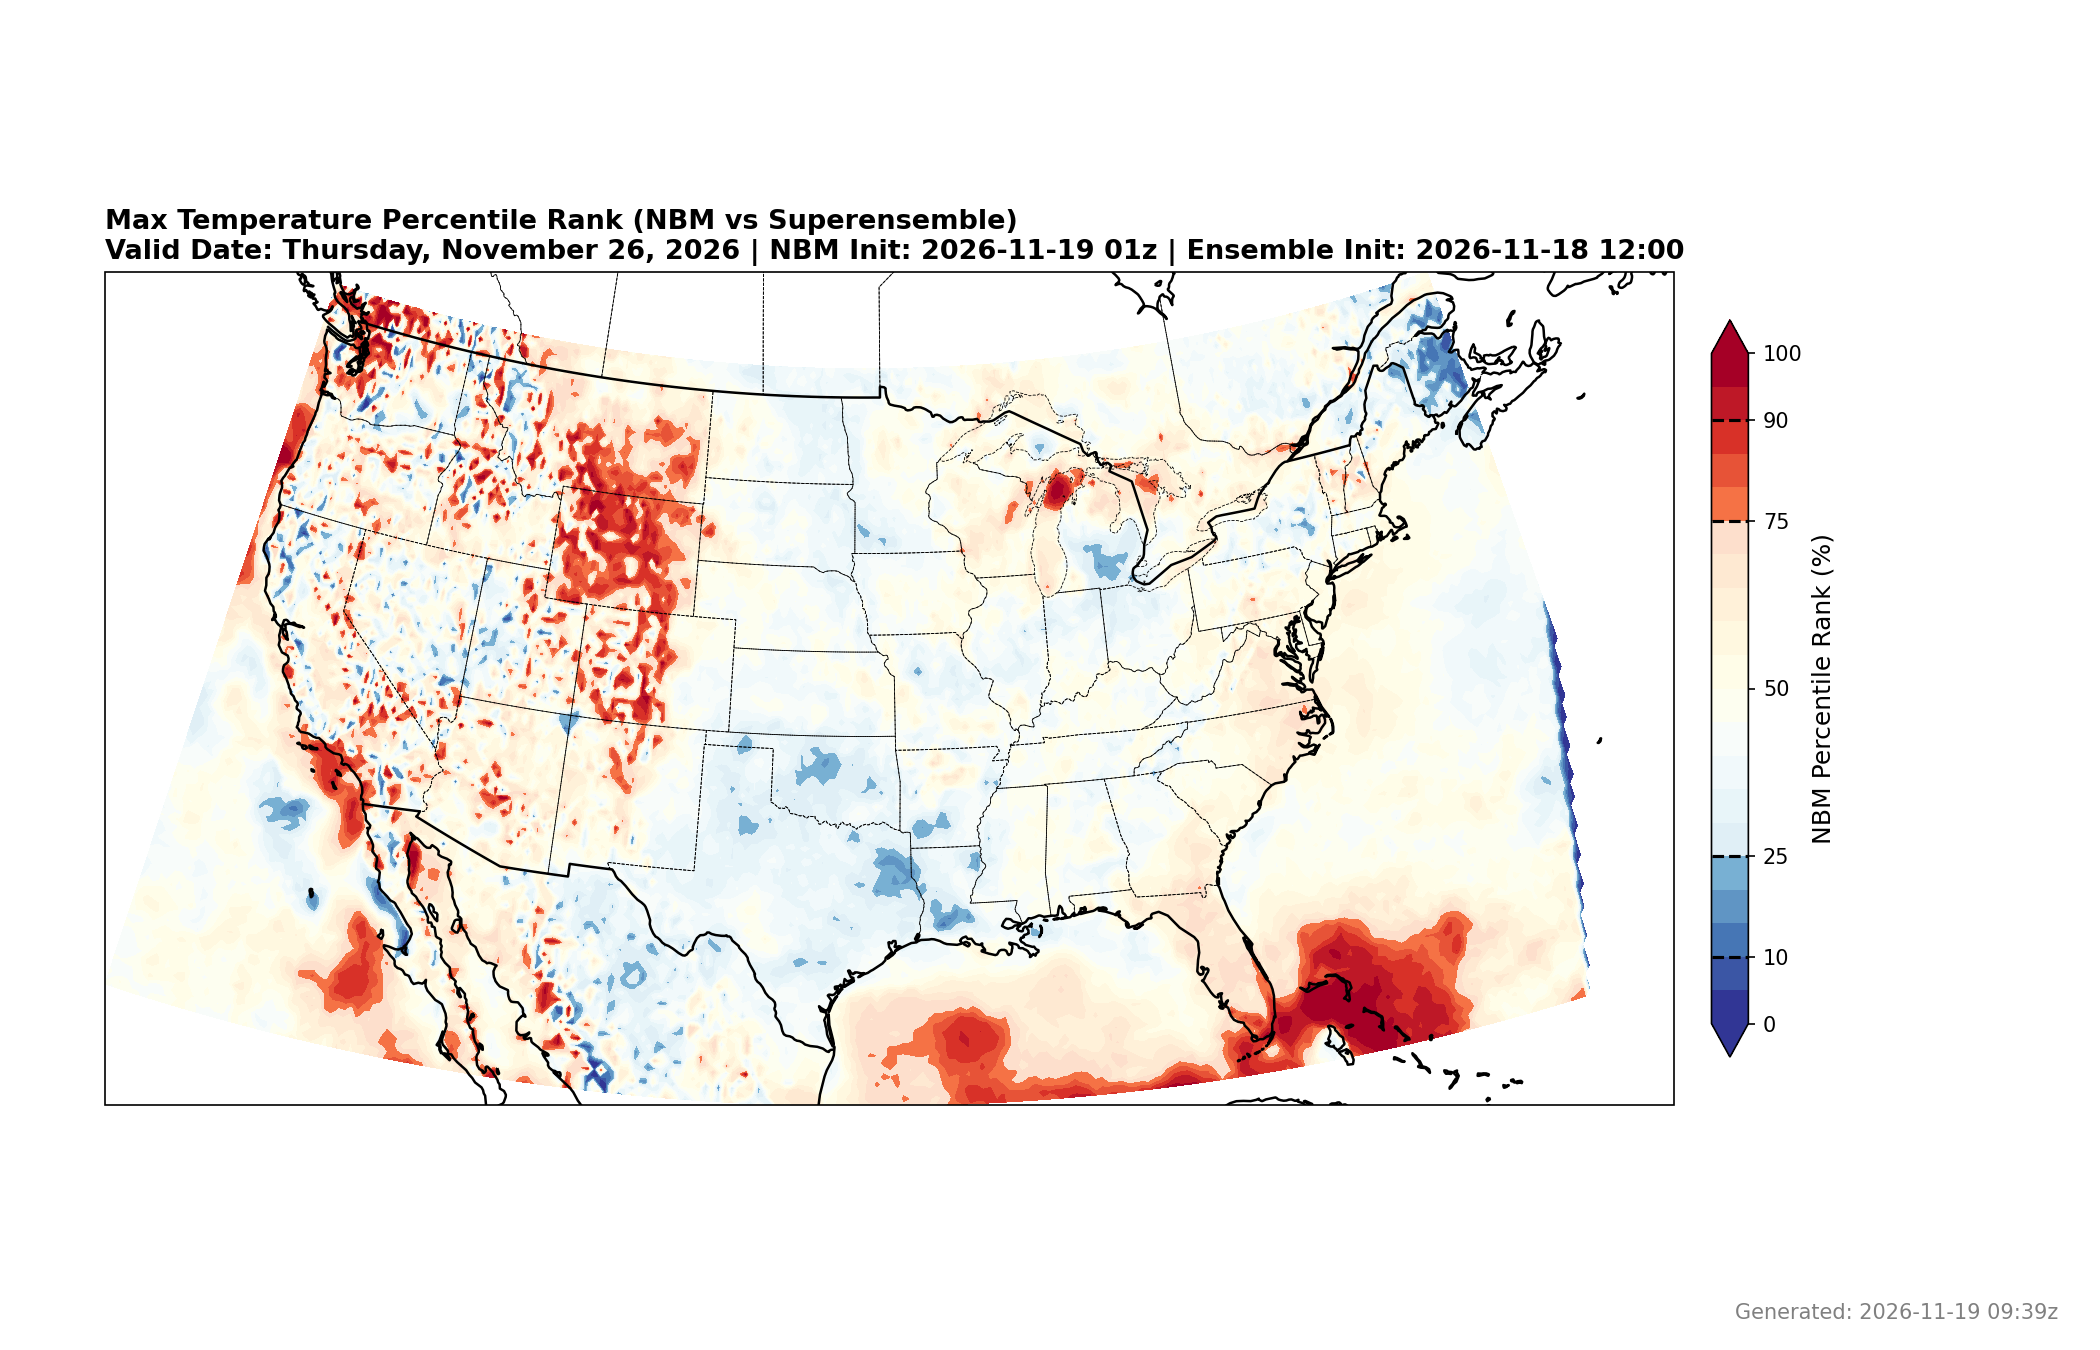 Max Temperature Percentile Rank (NBM vs Superensemble)
Valid Date: Thursday, November 26, 2026 | NBM Init: 2026-11-19 01z | Ensemble Init: 2026-11-18 12:00
100
90
75
50
25
10
0
NBM Percentile Rank (%)
Generated: 2026-11-19 09:39z